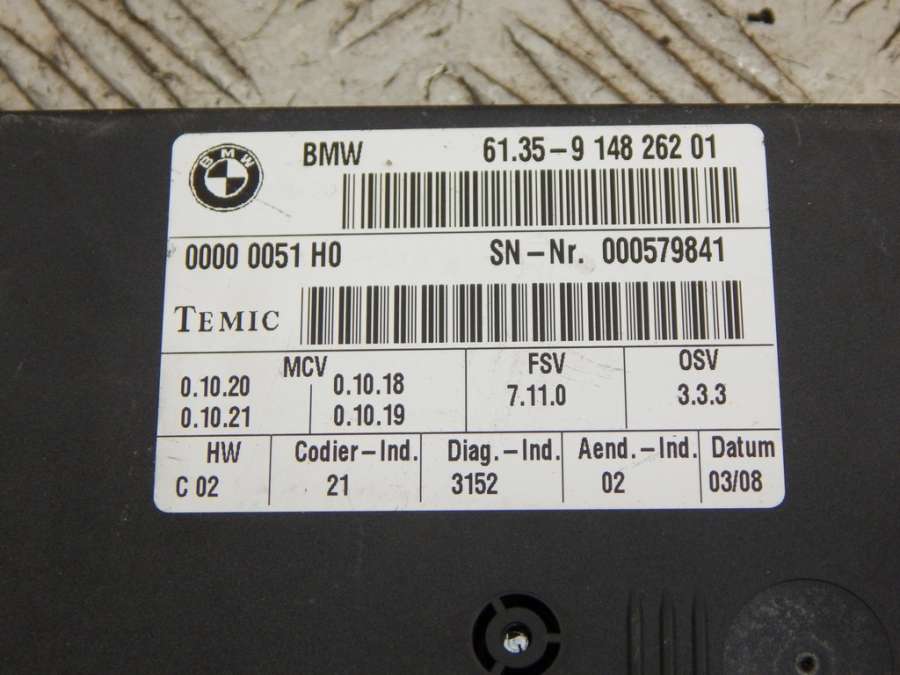 BMW
BMW 61.35-9 148 262 01
0000 0051 H0 SN-Nr. 000579841
TEMIC
MCV FSV OSV
0.10.20 0.10.18 7.11.0 3.3.3
0.10.21 0.10.19
HW Codier-Ind. Diag.-Ind. Aend.-Ind. Datum
C 02 21 3152 02 03/08